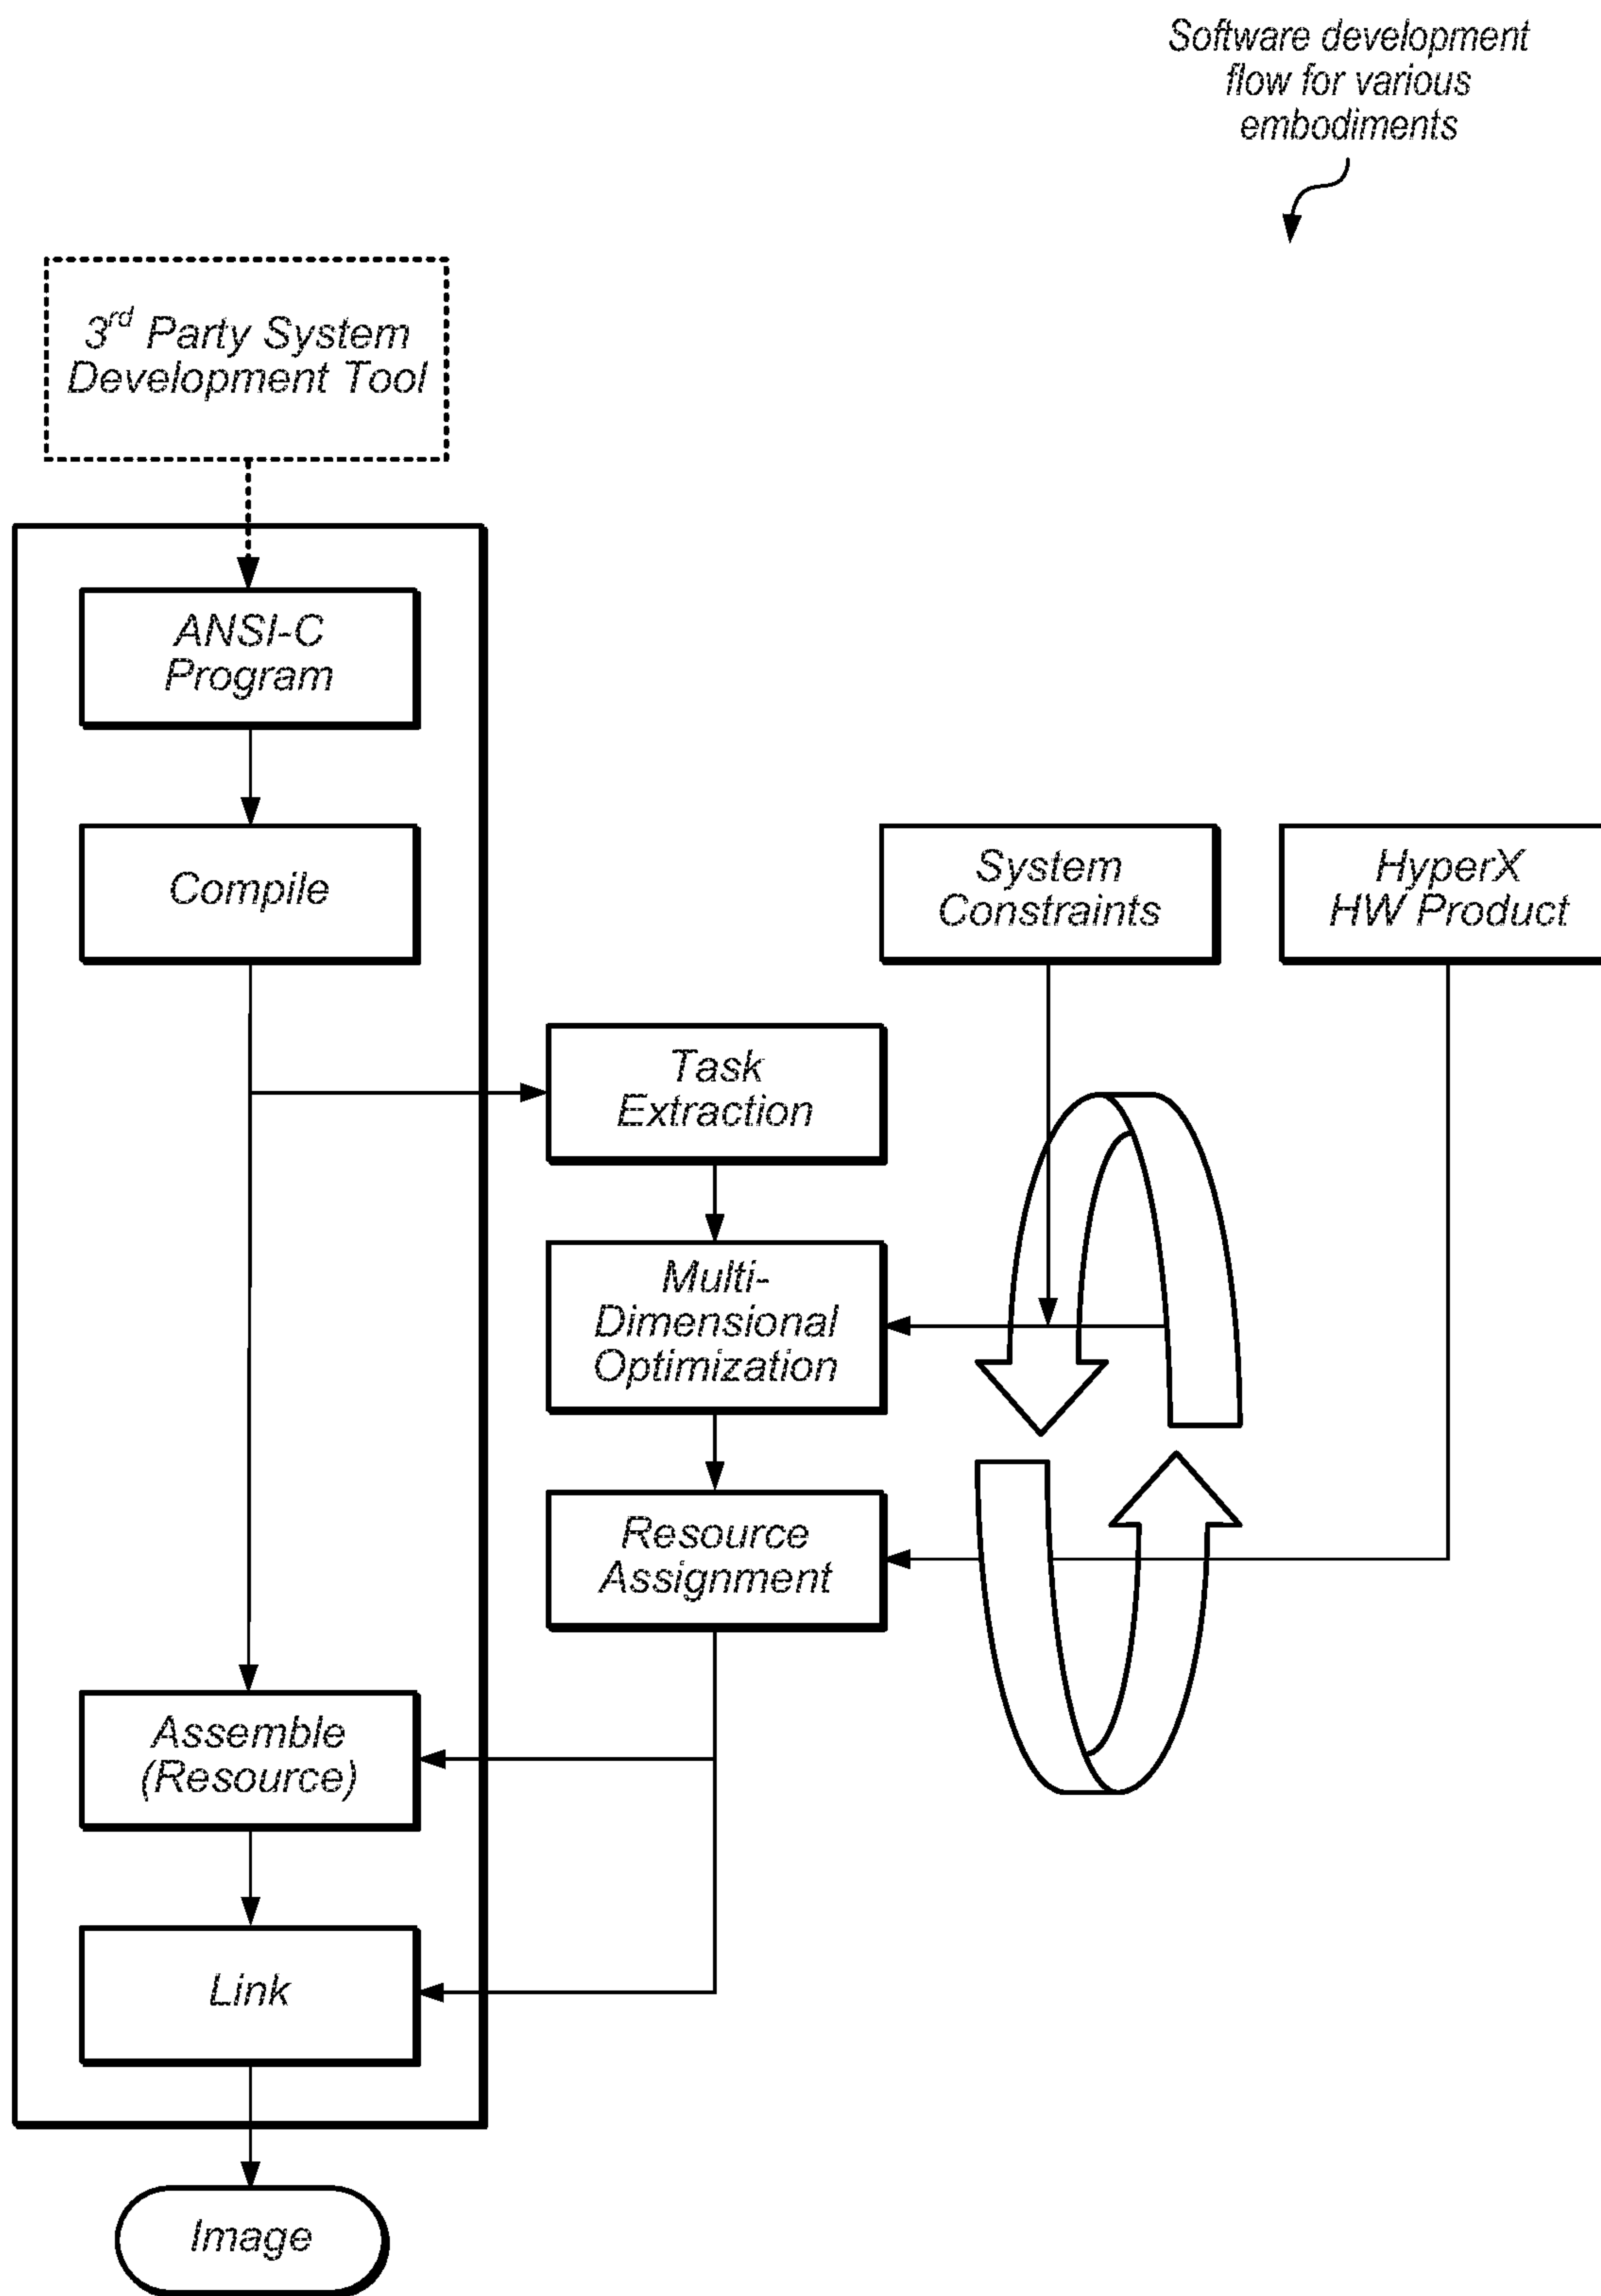 Software development
flow for various
embodiments
3rd Party System
Development Tool
ANSI-C
Program
Compile
System
Constraints
HyperX
HW Product
Task
Extraction
Multi-
Dimensional
Optimization
Resource
Assignment
Assemble
(Resource)
Link
Image